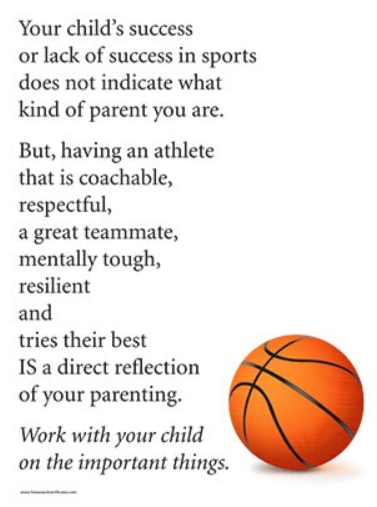 Your child's success
or lack of success in sports
does not indicate what
kind of parent you are.
But, having an athlete
that is coachable,
respectful,
a great teammate,
mentally tough,
resilient
and
tries their best
IS a direct reflection
of your parenting.
Work with your child
on the important things.